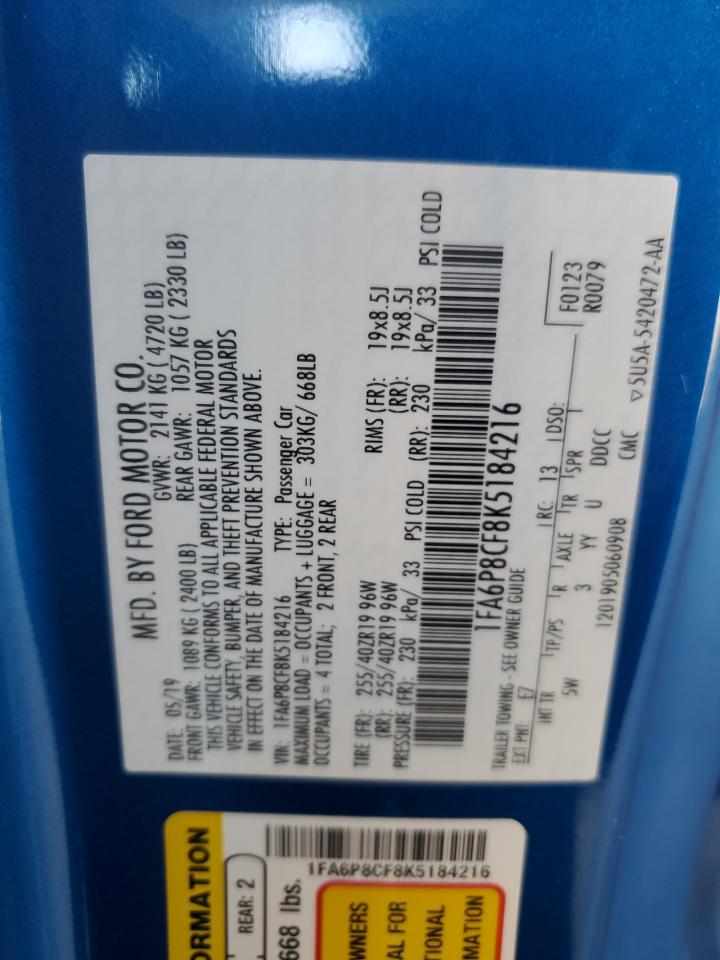 MFD. BY FORD MOTOR CO.
DATE: 05/19 GVWR: 2141 KG ( 4720 LB)
FRONT GAWR: 1089 KG ( 2400 LB) REAR GAWR: 1057 KG ( 2330 LB)
THIS VEHICLE CONFORMS TO ALL APPLICABLE FEDERAL MOTOR
VEHICLE SAFETY, BUMPER, AND THEFT PREVENTION STANDARDS
IN EFFECT ON THE DATE OF MANUFACTURE SHOWN ABOVE.
VIN: 1FA6P8CF8K5184216 TYPE: Passenger Car
MAXIMUM LOAD = OCCUPANTS + LUGGAGE = 303KG/ 668LB
OCCUPANTS = 4 TOTAL; 2 FRONT, 2 REAR
TIRE (FR): 255/40ZR19 96W RIMS (FR): 19x8.5J
(RR): 255/40ZR19 96W (RR): 19x8.5J
PRESSURE (FR): 230 kPa/ 33 PSI COLD (RR): 230 kPa/ 33 PSI COLD
1FA6P8CF8K5184216
TRAILER TOWING - SEE OWNER GUIDE
EXT PNT: E7 RC: 13 DSO: F0123
R0079
INT TR TP/PS R AXLE TR SPR
5W 3 YY U DDCC
1201905060908 CMC ▽5U5A-5420472-AA
ORMATION
REAR: 2
668 lbs.
1FA6P8CF8K5184216
WNERS
AL FOR
TIONAL
MATION